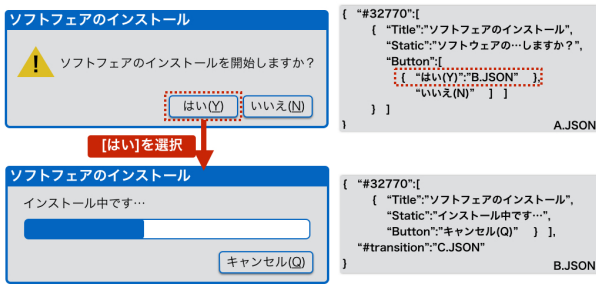 ソフトフェアのインストール
ソフトフェアのインストールを開始しますか?
はい(Y)
いいえ(N)
[はい]を選択
ソフトフェアのインストール
インストール中です…
キャンセル(Q)
{ “#32770”:[
{ “Title”:”ソフトフェアのインストール”,
“Static”:”ソフトウェアの…しますか?”,
“Button”:[
{ “はい(Y)”:”B.JSON” },
“いいえ(N)” ] ]
} ]
}
A.JSON
{ “#32770”:[
{ “Title”:”ソフトフェアのインストール”,
“Static”:”インストール中です…”,
“Button”:”キャンセル(Q)” } ],
“#transition”:”C.JSON”
}
B.JSON